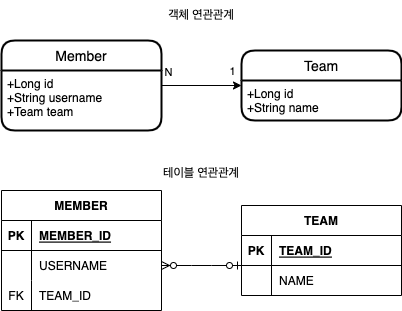 객체 연관관계
Member
+Long id
+String username
+Team team
N
1
Team
+Long id
+String name
테이블 연관관계
MEMBER
PK MEMBER_ID
USERNAME
FK TEAM_ID
TEAM
PK TEAM_ID
NAME